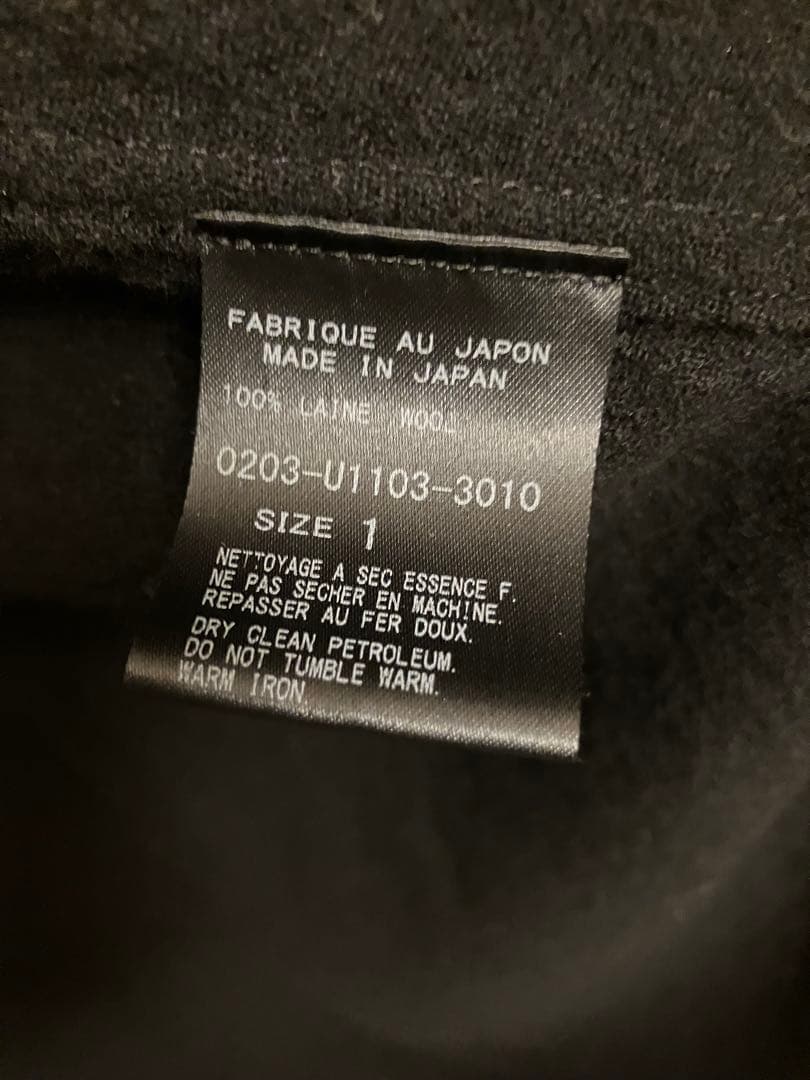 FABRIQUE AU JAPON
MADE IN JAPAN
100% LAINE WOOL
0203-U1103-3010
SIZE 1
NETTOYAGE A SEC ESSENCE F.
NE PAS SECHER EN MACHINE.
REPASSER AU FER DOUX.
DRY CLEAN PETROLEUM.
DO NOT TUMBLE WARM.
WARM IRON.